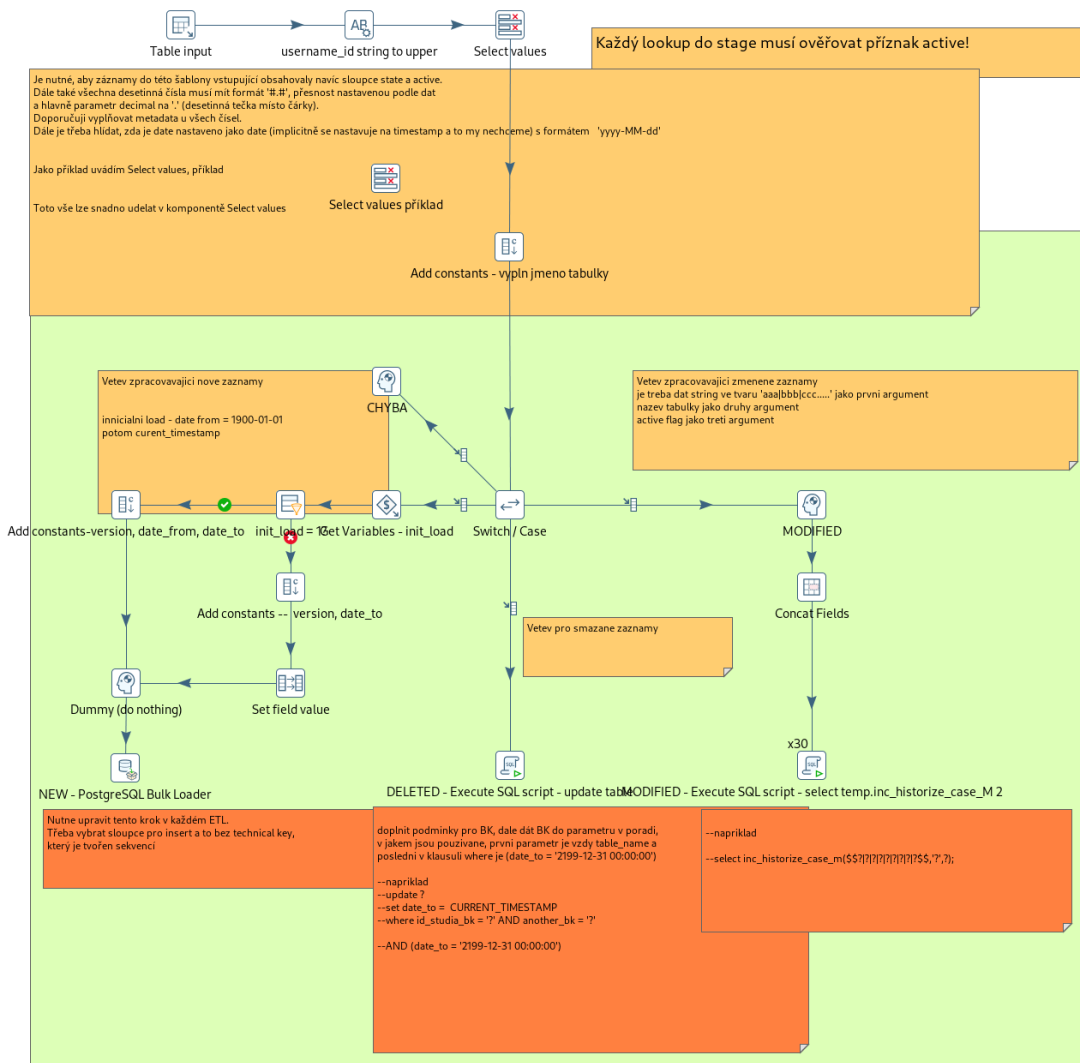 Table input
username_id string to upper
Select values
Každý lookup do stage musí ověřovat příznak active!
Je nutné, aby záznamy do této šablony vstupující obsahovaly navíc sloupce state a active.
Dále také všechna desetinná čísla musí mít formát '#.#', přesnost nastavenou podle dat
a hlavně parametr decimal na '.' (desetinná tečka místo čárky).
Doporučuji vyplňovat metadata u všech čísel.
Dále je třeba hlídat, zda je date nastaveno jako date (implicitně se nastavuje na timestamp a to my nechceme) s formátem 'yyyy-MM-dd'
Jako příklad uvádím Select values, príklad
Toto vše lze snadno udelat v komponentě Select values
Select values příklad
Add constants - vypln jmeno tabulky
Vetev zpracovavajici nove zaznamy
innicialni load - date from = 1900-01-01
potom curent_timestamp
CHYBA
Vetev zpracovavajici zmenene zaznamy
je treba dat string ve tvaru 'aaa|bbb|ccc.....' jako prvni argument
nazev tabulky jako druhy argument
active flag jako treti argument
Add constants-version, date_from, date_to
init_load = 1?
Get Variables - init_load
Switch / Case
MODIFIED
Add constants -- version, date_to
Concat Fields
Vetev pro smazane zaznamy
Dummy (do nothing)
Set field value
x30
NEW - PostgreSQL Bulk Loader
DELETED - Execute SQL script - update table
MODIFIED - Execute SQL script - select temp.inc_historize_case_M 2
Nutne upravit tento krok v každém ETL.
Třeba vybrat sloupce pro insert a to bez technical key,
který je tvořen sekvencí
doplnit podminky pro BK, dale dát BK do parametru v poradi,
v jakem jsou pouzivane, prvni parametr je vzdy table_name a
posledni v klausuli where je (date_to = '2199-12-31 00:00:00')
--napriklad
--update ?
--set date_to = CURRENT_TIMESTAMP
--where id_studia_bk = '?' AND another_bk = '?'
--AND (date_to = '2199-12-31 00:00:00')
--napriklad
--select inc_historize_case_m($$?|?|?|?|?|?|?|?|?$$,'?',?);